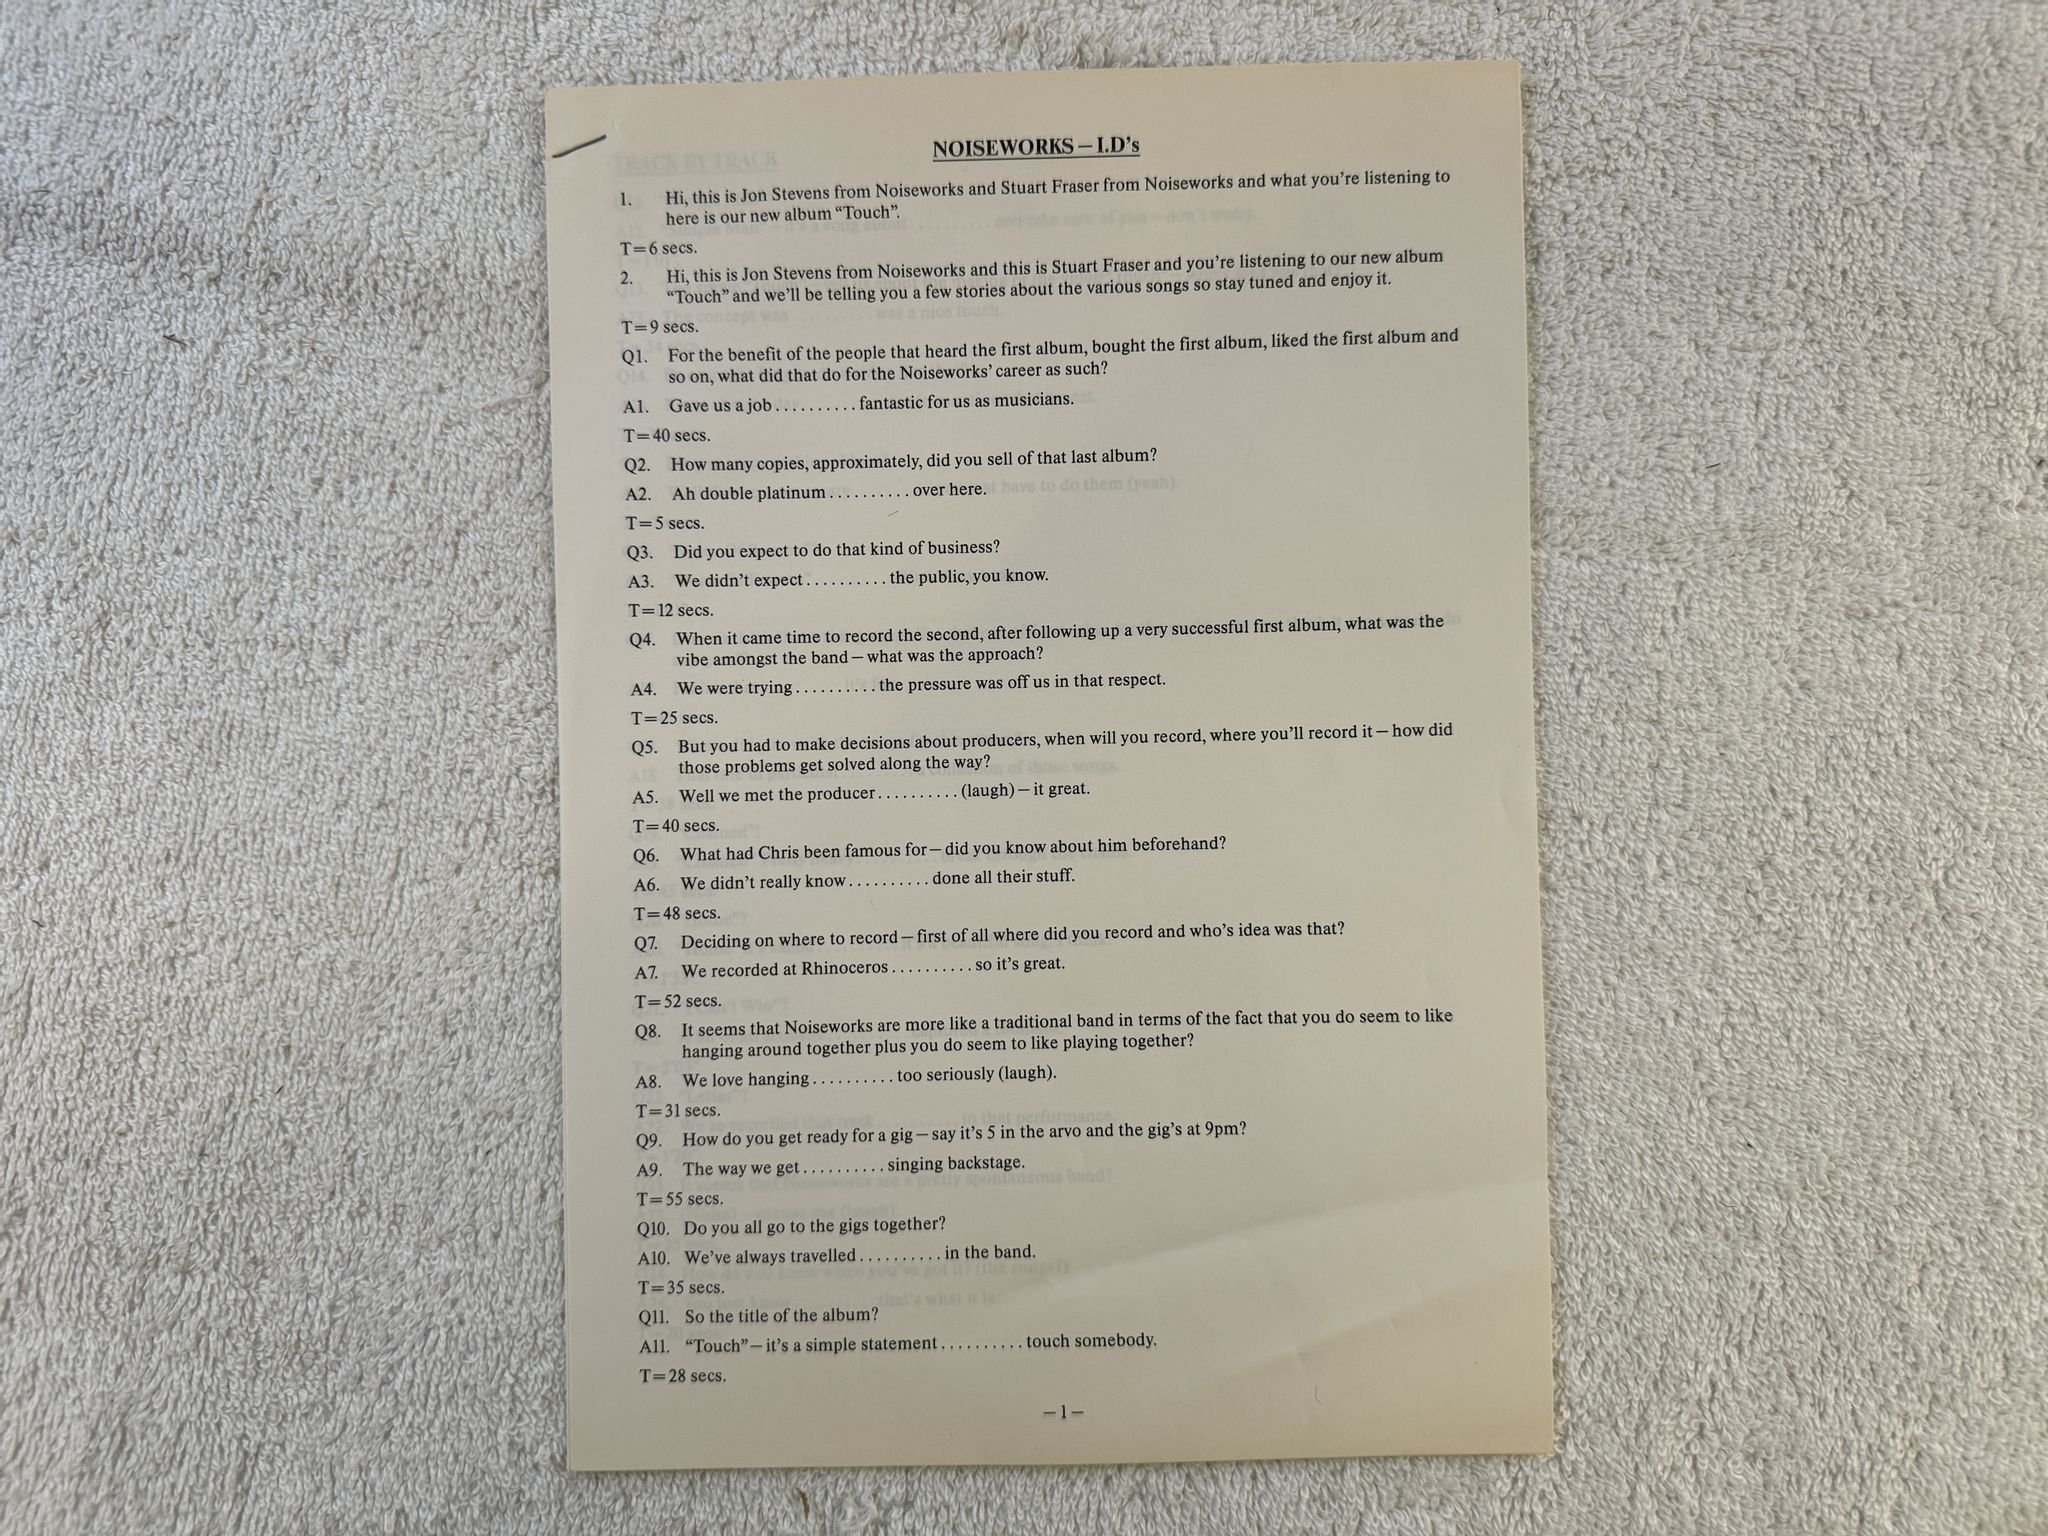 NOISEWORKS – I.D's
1. Hi, this is Jon Stevens from Noiseworks and Stuart Fraser from Noiseworks and what you're listening to
here is our new album “Touch”.
T=6 secs.
2. Hi, this is Jon Stevens from Noiseworks and this is Stuart Fraser and you're listening to our new album
“Touch” and we'll be telling you a few stories about the various songs so stay tuned and enjoy it.
T=9 secs.
Q1. For the benefit of the people that heard the first album, bought the first album, liked the first album and
so on, what did that do for the Noiseworks' career as such?
A1. Gave us a job . . . . . . . . . . fantastic for us as musicians.
T=40 secs.
Q2. How many copies, approximately, did you sell of that last album?
A2. Ah double platinum . . . . . . . . . . over here.
T=5 secs.
Q3. Did you expect to do that kind of business?
A3. We didn't expect . . . . . . . . . . the public, you know.
T=12 secs.
Q4. When it came time to record the second, after following up a very successful first album, what was the
vibe amongst the band – what was the approach?
A4. We were trying . . . . . . . . . . the pressure was off us in that respect.
T=25 secs.
Q5. But you had to make decisions about producers, when will you record, where you'll record it – how did
those problems get solved along the way?
A5. Well we met the producer . . . . . . . . . . (laugh) – it great.
T=40 secs.
Q6. What had Chris been famous for – did you know about him beforehand?
A6. We didn't really know . . . . . . . . . . done all their stuff.
T=48 secs.
Q7. Deciding on where to record – first of all where did you record and who's idea was that?
A7. We recorded at Rhinoceros . . . . . . . . . . so it's great.
T=52 secs.
Q8. It seems that Noiseworks are more like a traditional band in terms of the fact that you do seem to like
hanging around together plus you do seem to like playing together?
A8. We love hanging . . . . . . . . . . too seriously (laugh).
T=31 secs.
Q9. How do you get ready for a gig – say it's 5 in the arvo and the gig's at 9pm?
A9. The way we get . . . . . . . . . . singing backstage.
T=55 secs.
Q10. Do you all go to the gigs together?
A10. We've always travelled . . . . . . . . . . in the band.
T=35 secs.
Q11. So the title of the album?
A11. “Touch” – it's a simple statement . . . . . . . . . . touch somebody.
T=28 secs.
– 1 –